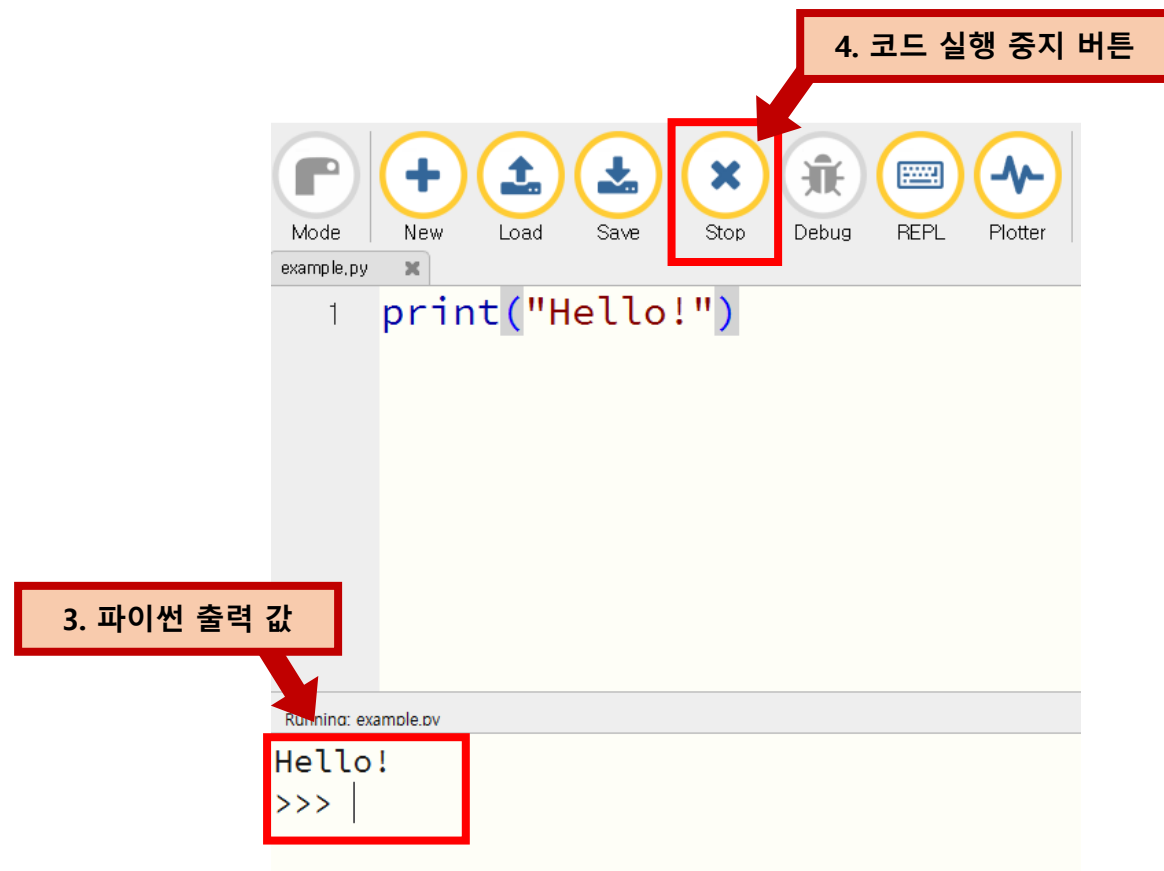 4. 코드 실행 중지 버튼
Mode New Load Save Stop Debug REPL Plotter
example.py
1 print("Hello!")
3. 파이썬 출력 값
Running: example.py
Hello!
>>>